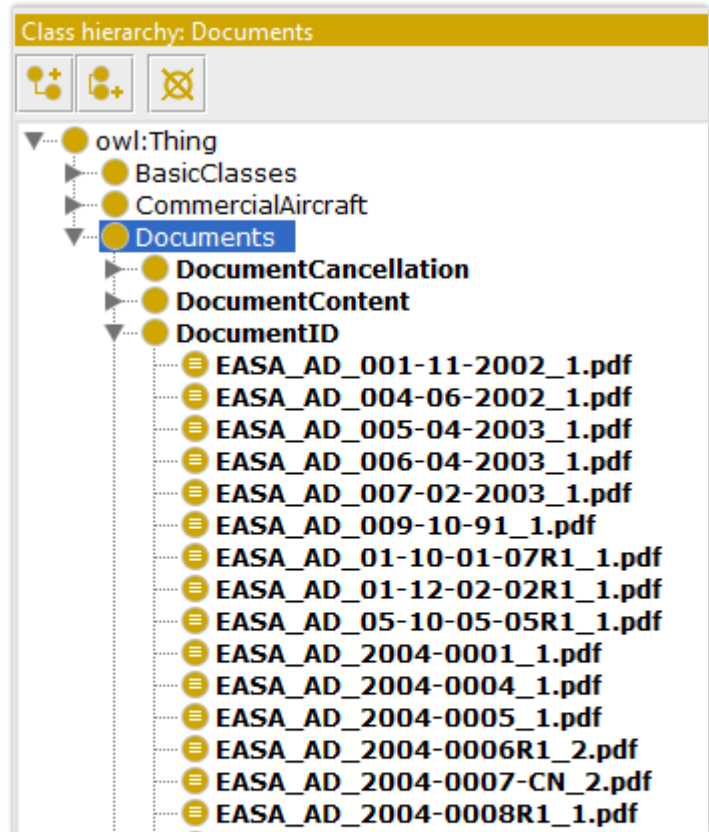 Class hierarchy: Documents
owl:Thing
BasicClasses
CommercialAircraft
Documents
DocumentCancellation
DocumentContent
DocumentID
EASA_AD_001-11-2002_1.pdf
EASA_AD_004-06-2002_1.pdf
EASA_AD_005-04-2003_1.pdf
EASA_AD_006-04-2003_1.pdf
EASA_AD_007-02-2003_1.pdf
EASA_AD_009-10-91_1.pdf
EASA_AD_01-10-01-07R1_1.pdf
EASA_AD_01-12-02-02R1_1.pdf
EASA_AD_05-10-05-05R1_1.pdf
EASA_AD_2004-0001_1.pdf
EASA_AD_2004-0004_1.pdf
EASA_AD_2004-0005_1.pdf
EASA_AD_2004-0006R1_2.pdf
EASA_AD_2004-0007-CN_2.pdf
EASA_AD_2004-0008R1_1.pdf